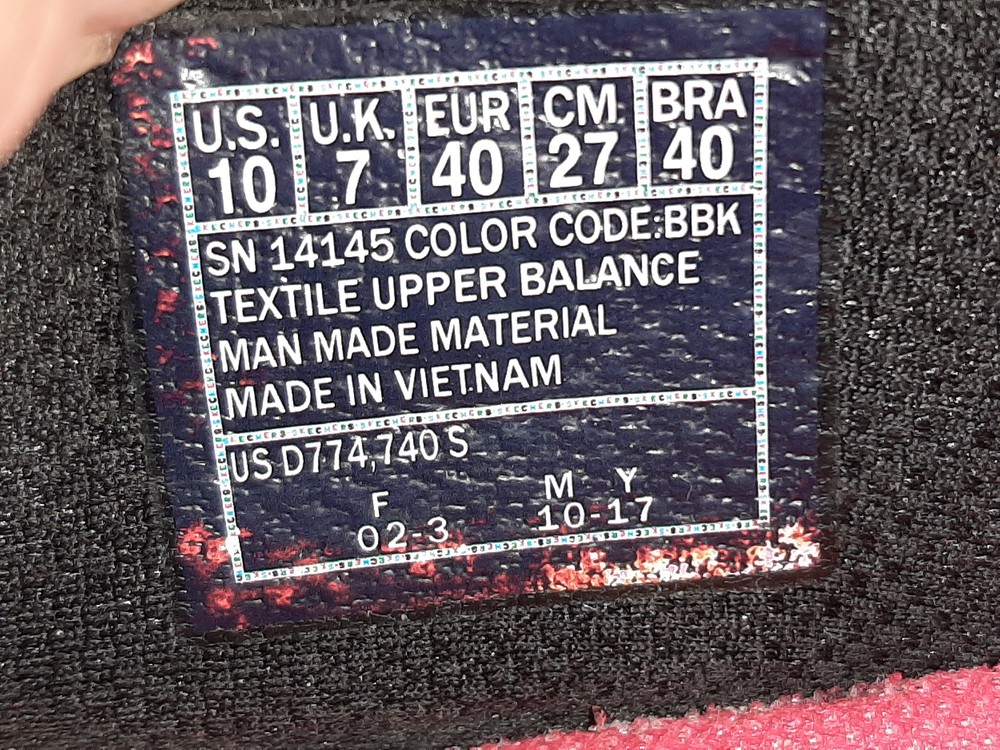 U.S. U.K. EUR CM BRA
10 7 40 27 40
SN 14145 COLOR CODE:BBK
TEXTILE UPPER BALANCE
MAN MADE MATERIAL
MADE IN VIETNAM
US D774,740 S
F M Y
02-3 10-17